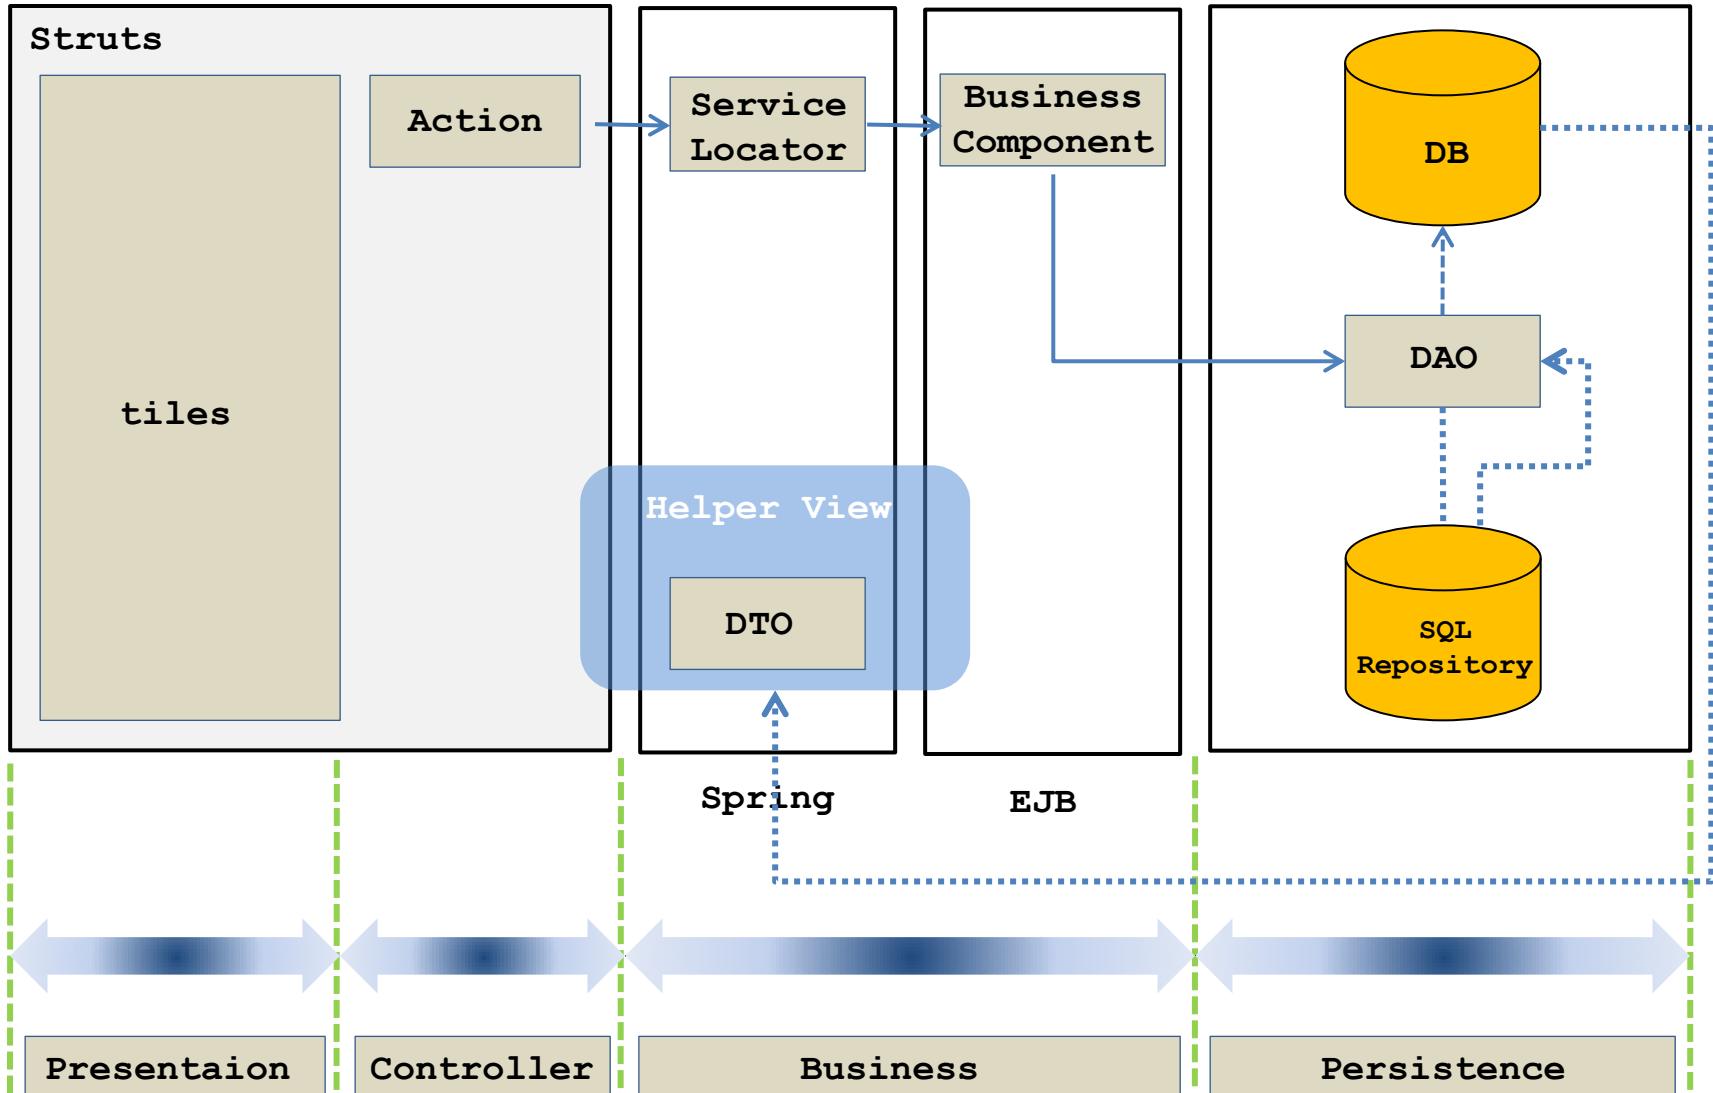 Struts
tiles
Action
Service
Locator
Business
Component
DB
DAO
SQL
Repository
Helper View
DTO
Spring
EJB
Presentaion
Controller
Business
Persistence